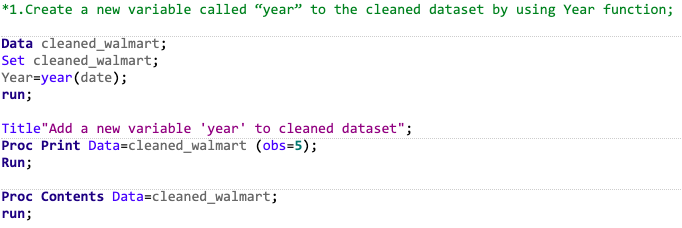 *1.Create a new variable called “year” to the cleaned dataset by using Year function;
Data cleaned_walmart;
Set cleaned_walmart;
Year=year(date);
run;
Title"Add a new variable 'year' to cleaned dataset";
Proc Print Data=cleaned_walmart (obs=5);
Run;
Proc Contents Data=cleaned_walmart;
run;